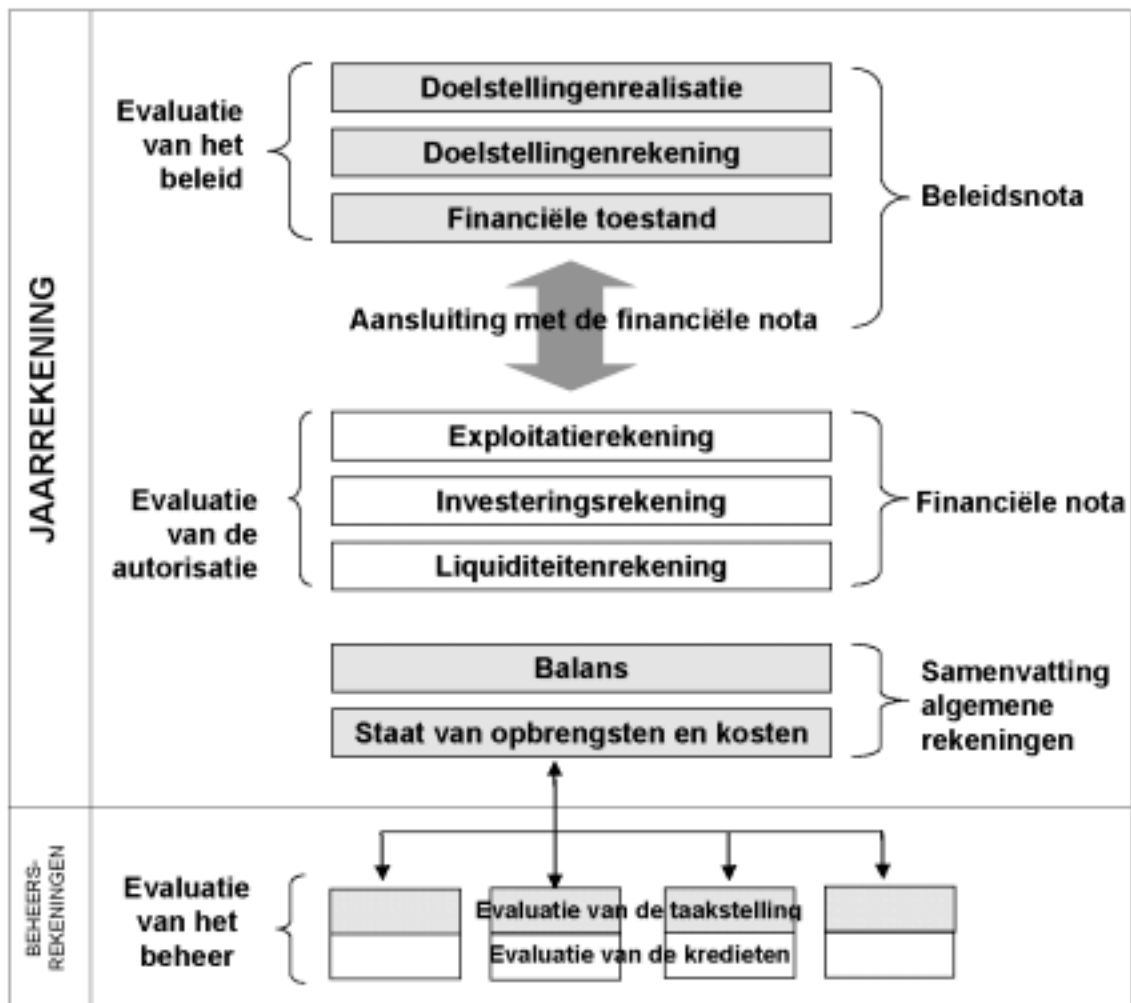 JAARREKENING
Evaluatie
van het
beleid
Doelstellingenrealisatie
Doelstellingenrekening
Financiële toestand
Beleidsnota
Aansluiting met de financiële nota
Evaluatie
van de
autorisatie
Exploitatierekening
Investeringsrekening
Liquiditeitenrekening
Financiële nota
Balans
Staat van opbrengsten en kosten
Samenvatting
algemene
rekeningen
BEHEERS-
REKENINGEN
Evaluatie
van het
beheer
Evaluatie van de taakstelling
Evaluatie van de kredieten